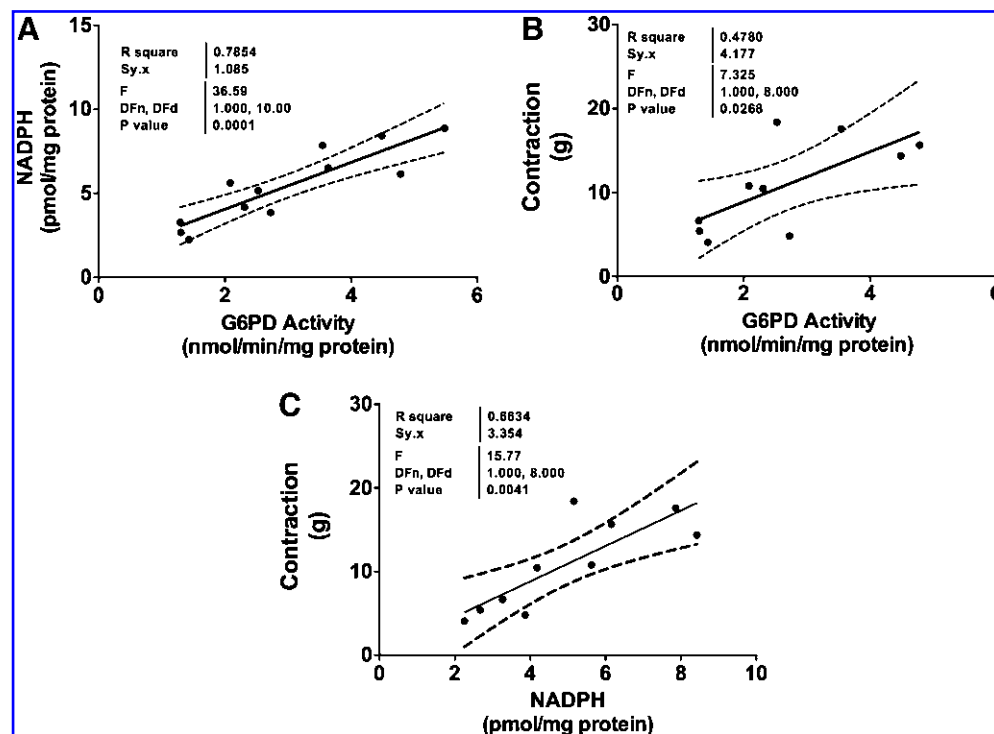 A
15
10
5
0
NADPH
(pmol/mg protein)
R square 0.7854
Sy.x 1.085
F 36.59
DFn, DFd 1.000, 10.00
P value 0.0001
0 2 4 6
G6PD Activity
(nmol/min/mg protein)
B
30
20
10
0
Contraction
(g)
R square 0.4780
Sy.x 4.177
F 7.325
DFn, DFd 1.000, 8.000
P value 0.0268
0 2 4 6
G6PD Activity
(nmol/min/mg protein)
C
30
20
10
0
Contraction
(g)
R square 0.6634
Sy.x 3.354
F 15.77
DFn, DFd 1.000, 8.000
P value 0.0041
0 2 4 6 8 10
NADPH
(pmol/mg protein)